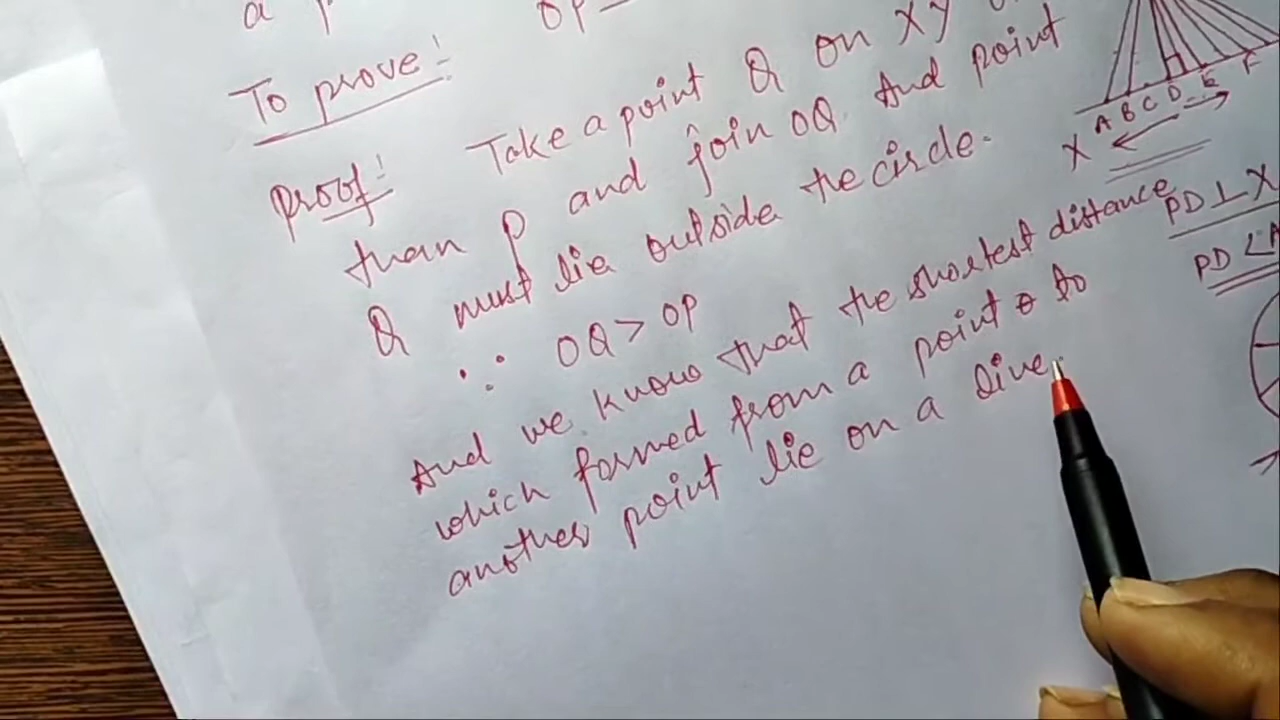 a p
OP
To prove:-
Proof:- Take a point Q on XY
than P and join OQ. And point
Q must lie outside the circle.
∴ OQ > OP
And we know that the shortest distance
which formed from a point to
another point lie on a line.
A B C D E F
X
PD ⊥ X
PD < A